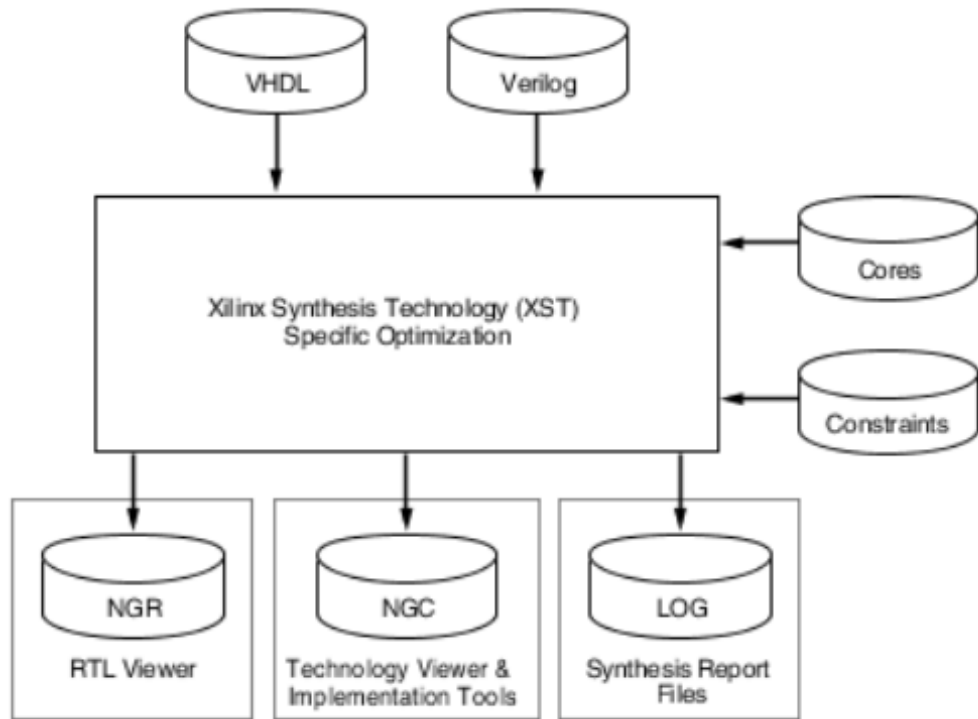 VHDL
Verilog
Xilinx Synthesis Technology (XST)
Specific Optimization
Cores
Constraints
NGR
RTL Viewer
NGC
Technology Viewer &
Implementation Tools
LOG
Synthesis Report
Files